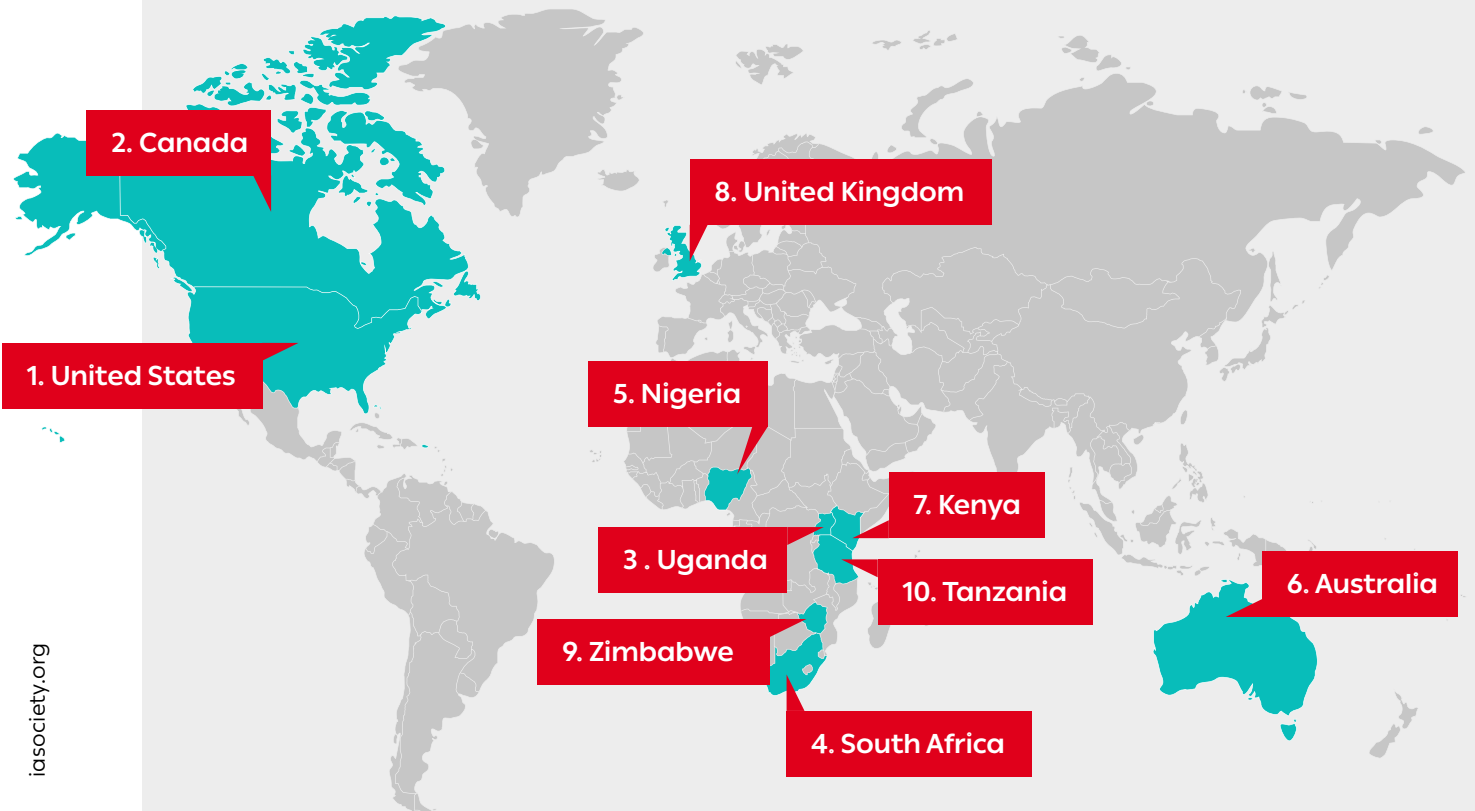 2. Canada
8. United Kingdom
1. United States
5. Nigeria
7. Kenya
3 . Uganda
10. Tanzania
6. Australia
9. Zimbabwe
4. South Africa
iasociety.org